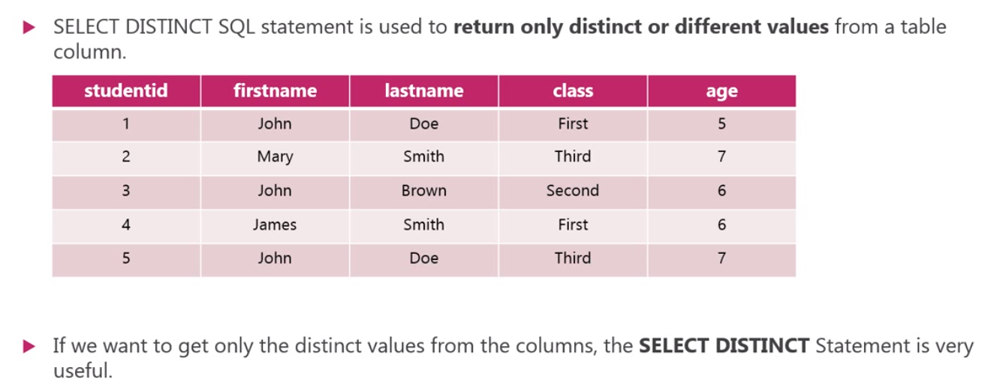 SELECT DISTINCT SQL statement is used to return only distinct or different values from a table
column.
studentid firstname lastname class age
1 John Doe First 5
2 Mary Smith Third 7
3 John Brown Second 6
4 James Smith First 6
5 John Doe Third 7
If we want to get only the distinct values from the columns, the SELECT DISTINCT Statement is very
useful.